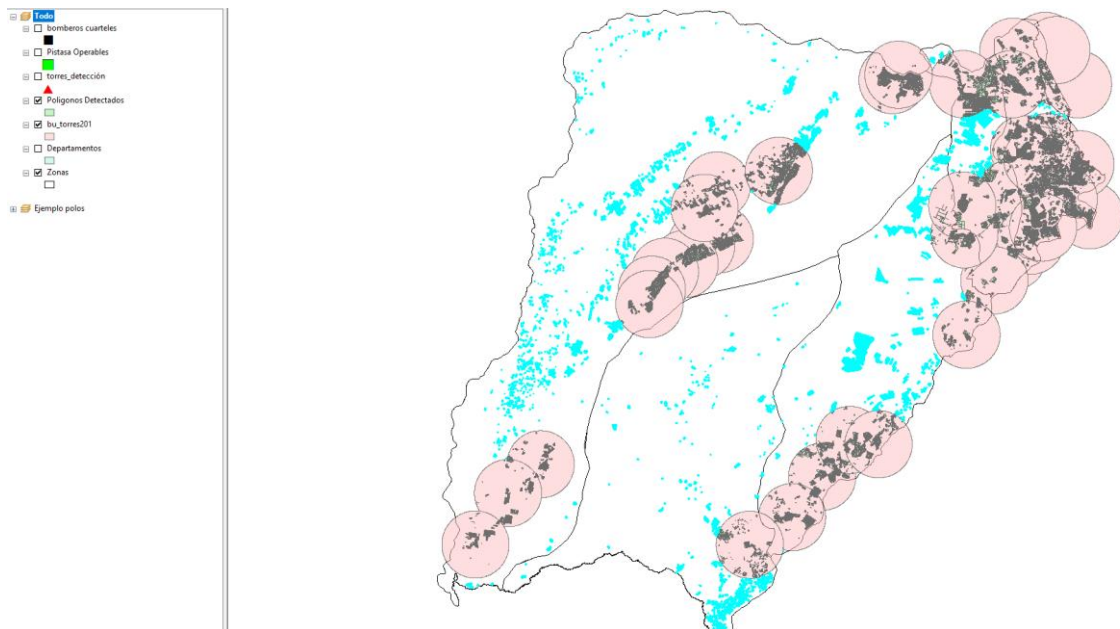 Todo
bomberos cuarteles
Pistasa Operables
torres_detección
Poligonos Detectados
bu_torres201
Departamentos
Zonas
Ejemplo polos